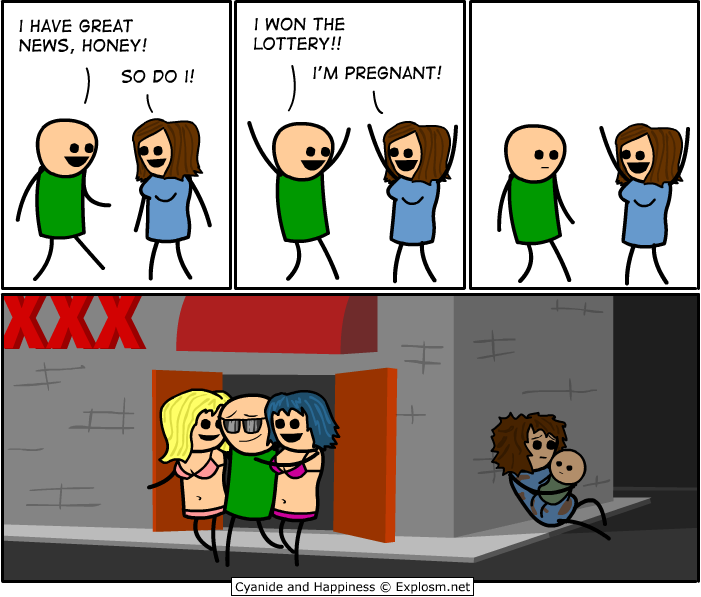 I HAVE GREAT
NEWS, HONEY!
SO DO I!
I WON THE
LOTTERY!!
I'M PREGNANT!
XXX
Cyanide and Happiness © Explosm.net